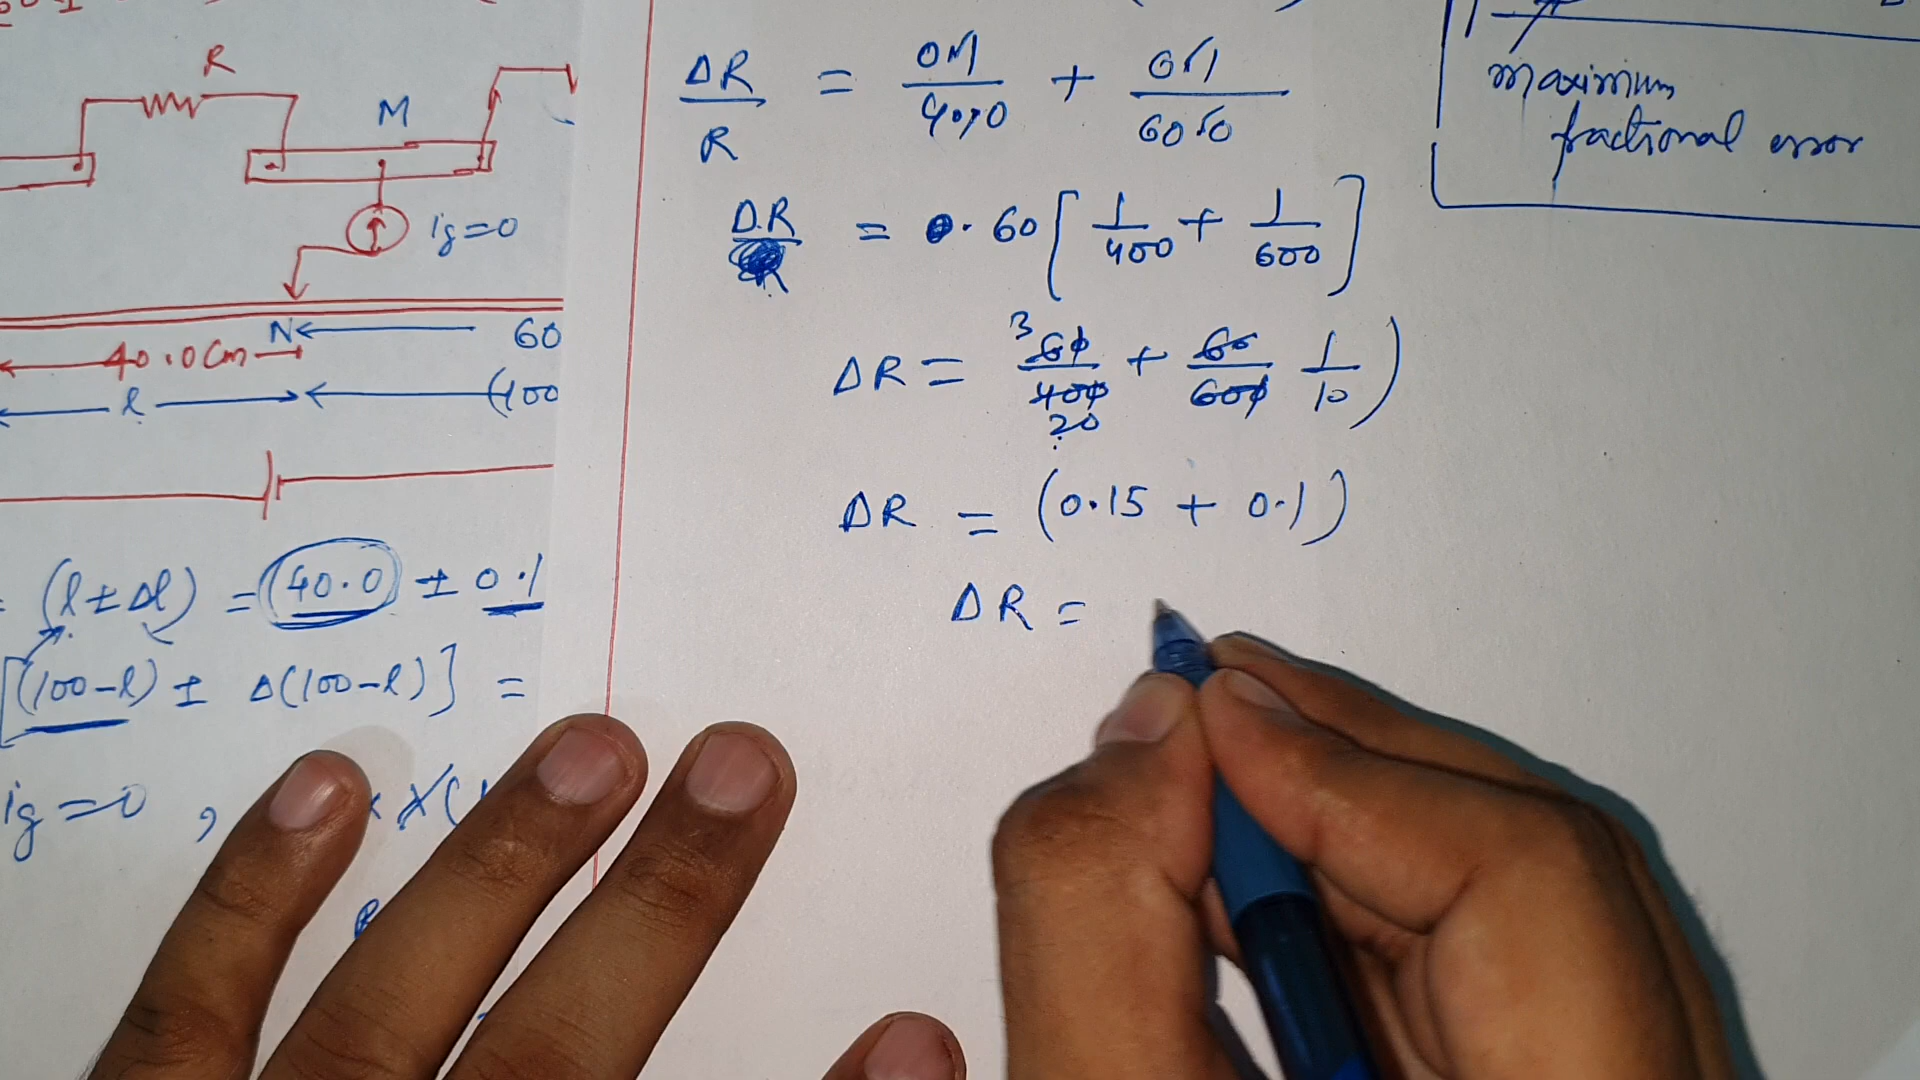 R
M
ig=0
N
60
40.0cm
l
(100
(l ± Δl) = (40.0) ± 0.1
[(100-l) ± Δ(100-l)] =
ig=0 ,
ΔR/R = 0.1/40.0 + 0.1/60.0
ΔR = 60 [1/400 + 1/600]
ΔR = 60/400 + 60/600 1/10)
3
20
ΔR = (0.15 + 0.1)
ΔR =
maximum
fractional error